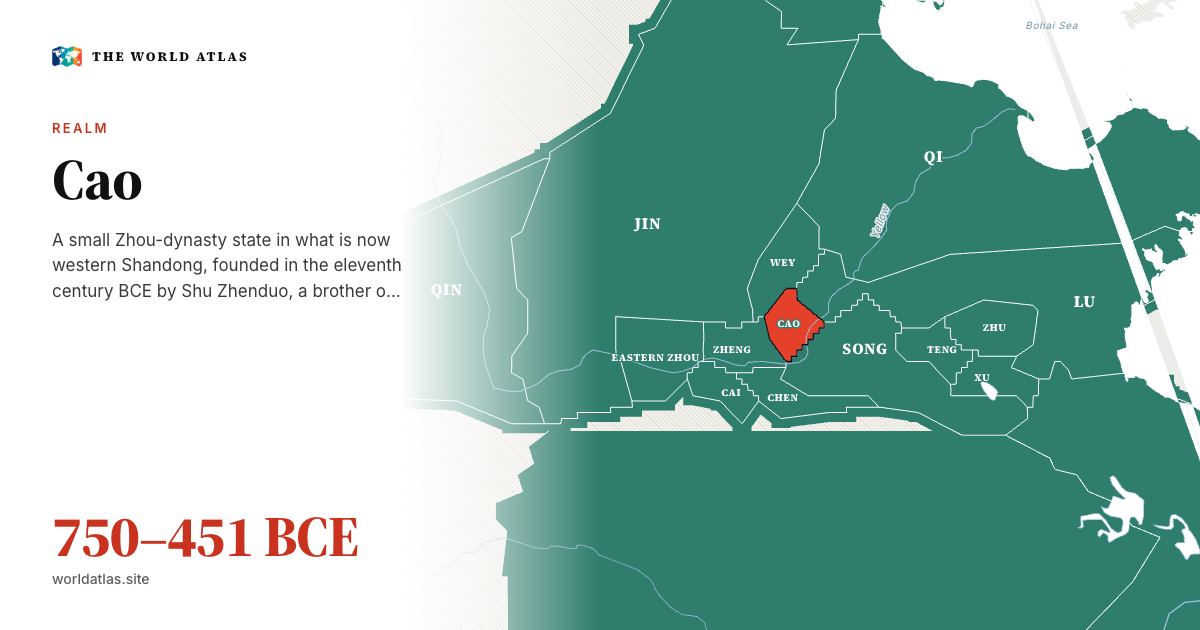 THE WORLD ATLAS
REALM
Cao
A small Zhou-dynasty state in what is now
western Shandong, founded in the eleventh
century BCE by Shu Zhenduo, a brother o...
750–451 BCE
worldatlas.site
Bohai Sea
QI
JIN
Yellow
WEY
QIN
LU
CAO
ZHU
SONG
TENG
ZHENG
EASTERN ZHOU
XU
CAI
CHEN